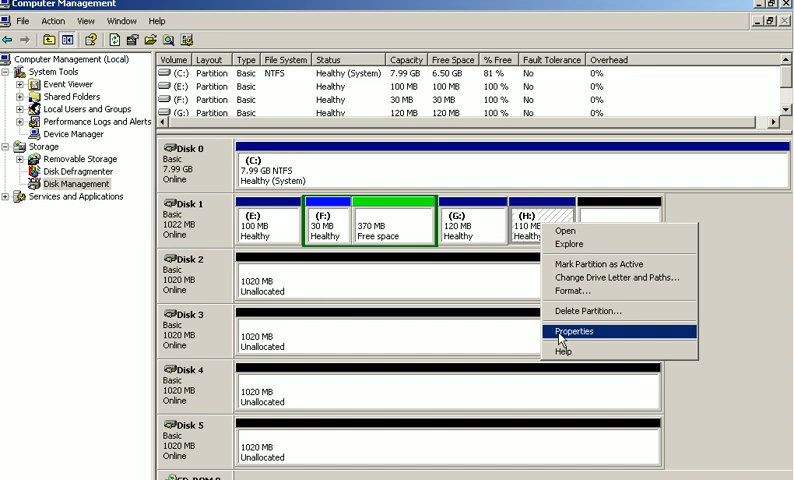 Computer Management
File Action View Window Help
Computer Management (Local)
System Tools
Event Viewer
Shared Folders
Local Users and Groups
Performance Logs and Alerts
Device Manager
Storage
Removable Storage
Disk Defragmenter
Disk Management
Services and Applications
Volume Layout Type File System Status Capacity Free Space % Free Fault Tolerance Overhead
(C:) Partition Basic NTFS Healthy (System) 7.99 GB 6.50 GB 81 % No 0%
(E:) Partition Basic Healthy 100 MB 100 MB 100 % No 0%
(F:) Partition Basic Healthy 30 MB 30 MB 100 % No 0%
(G:) Partition Basic Healthy 120 MB 120 MB 100 % No 0%
Disk 0
Basic
7.99 GB
Online
(C:)
7.99 GB NTFS
Healthy (System)
Disk 1
Basic
1022 MB
Online
(E:)
100 MB
Healthy
(F:)
30 MB
Healthy
370 MB
Free space
(G:)
120 MB
Healthy
(H:)
110 MB
Healthy
Disk 2
Basic
1020 MB
Online
1020 MB
Unallocated
Disk 3
Basic
1020 MB
Online
1020 MB
Unallocated
Disk 4
Basic
1020 MB
Online
1020 MB
Unallocated
Disk 5
Basic
1020 MB
Online
1020 MB
Unallocated
CD-ROM 0
Open
Explore
Mark Partition as Active
Change Drive Letter and Paths...
Format...
Delete Partition...
Properties
Help